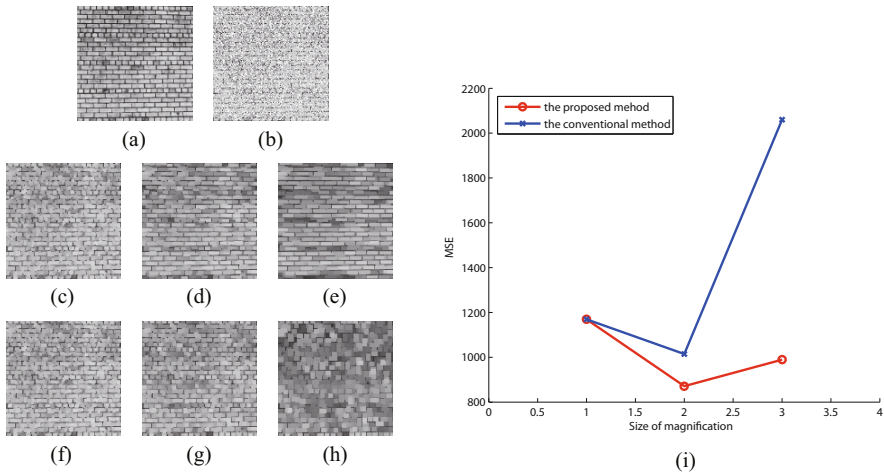 (a)
(b)
(c)
(d)
(e)
(f)
(g)
(h)
2200
2000
1800
1600
1400
1200
1000
800
MSE
the proposed mehod
the conventional method
0
0.5
1
1.5
2
2.5
3
3.5
4
Size of magnification
(i)